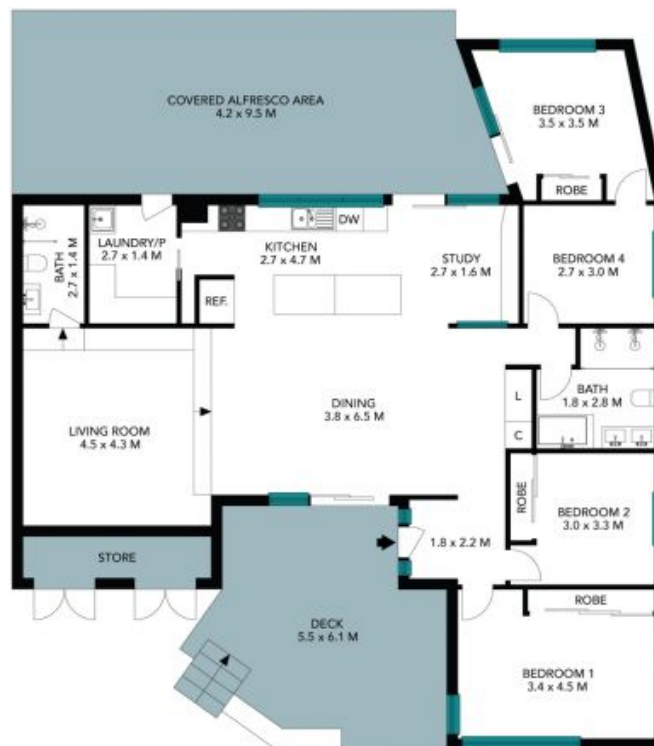 COVERED ALFRESCO AREA
4.2 x 9.5 M
BEDROOM 3
3.5 x 3.5 M
ROBE
BATH
2.7 x 1.4 M
LAUNDRY/P
2.7 x 1.4 M
KITCHEN
2.7 x 4.7 M
DW
REF.
STUDY
2.7 x 1.6 M
BEDROOM 4
2.7 x 3.0 M
LIVING ROOM
4.5 x 4.3 M
DINING
3.8 x 6.5 M
L
C
BATH
1.8 x 2.8 M
ROBE
BEDROOM 2
3.0 x 3.3 M
1.8 x 2.2 M
STORE
DECK
5.5 x 6.1 M
ROBE
BEDROOM 1
3.4 x 4.5 M